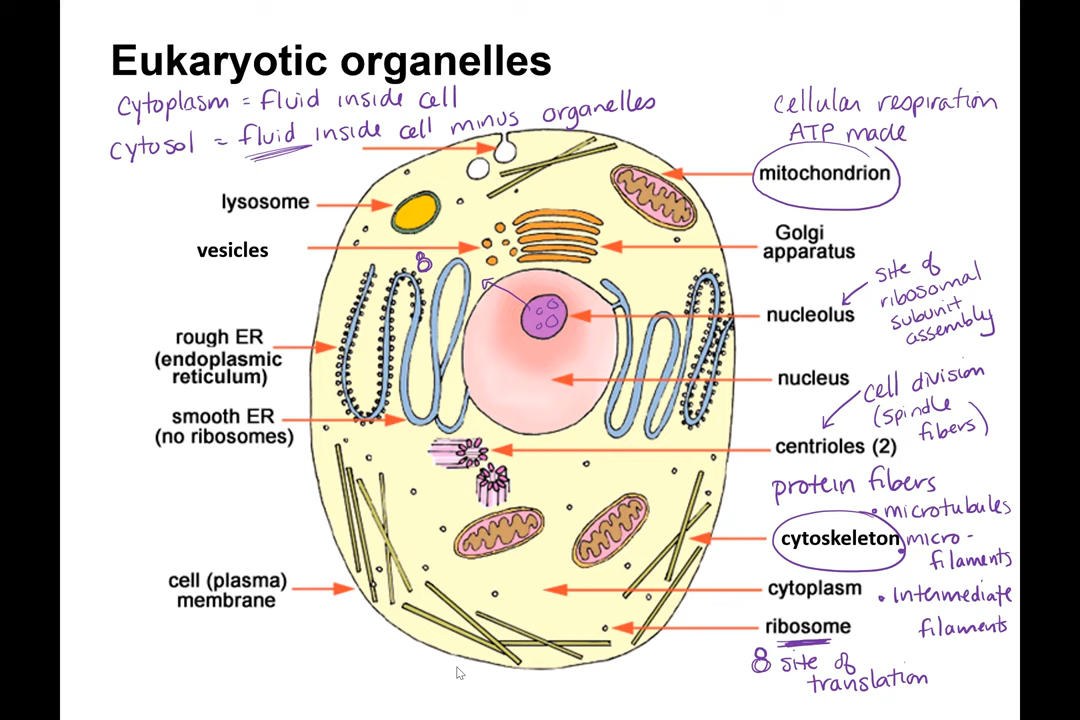 Eukaryotic organelles
cytoplasm = fluid inside cell
cytosol = fluid inside cell minus organelles
cellular respiration
ATP made
mitochondrion
lysosome
vesicles
Golgi
apparatus
site of
ribosomal
subunit
assembly
nucleolus
rough ER
(endoplasmic
reticulum)
nucleus
cell division
(spindle
fibers)
smooth ER
(no ribosomes)
centrioles (2)
protein fibers
• microtubules
cytoskeleton
• micro-
filaments
cell (plasma)
membrane
cytoplasm
• Intermediate
filaments
ribosome
8 site of
translation